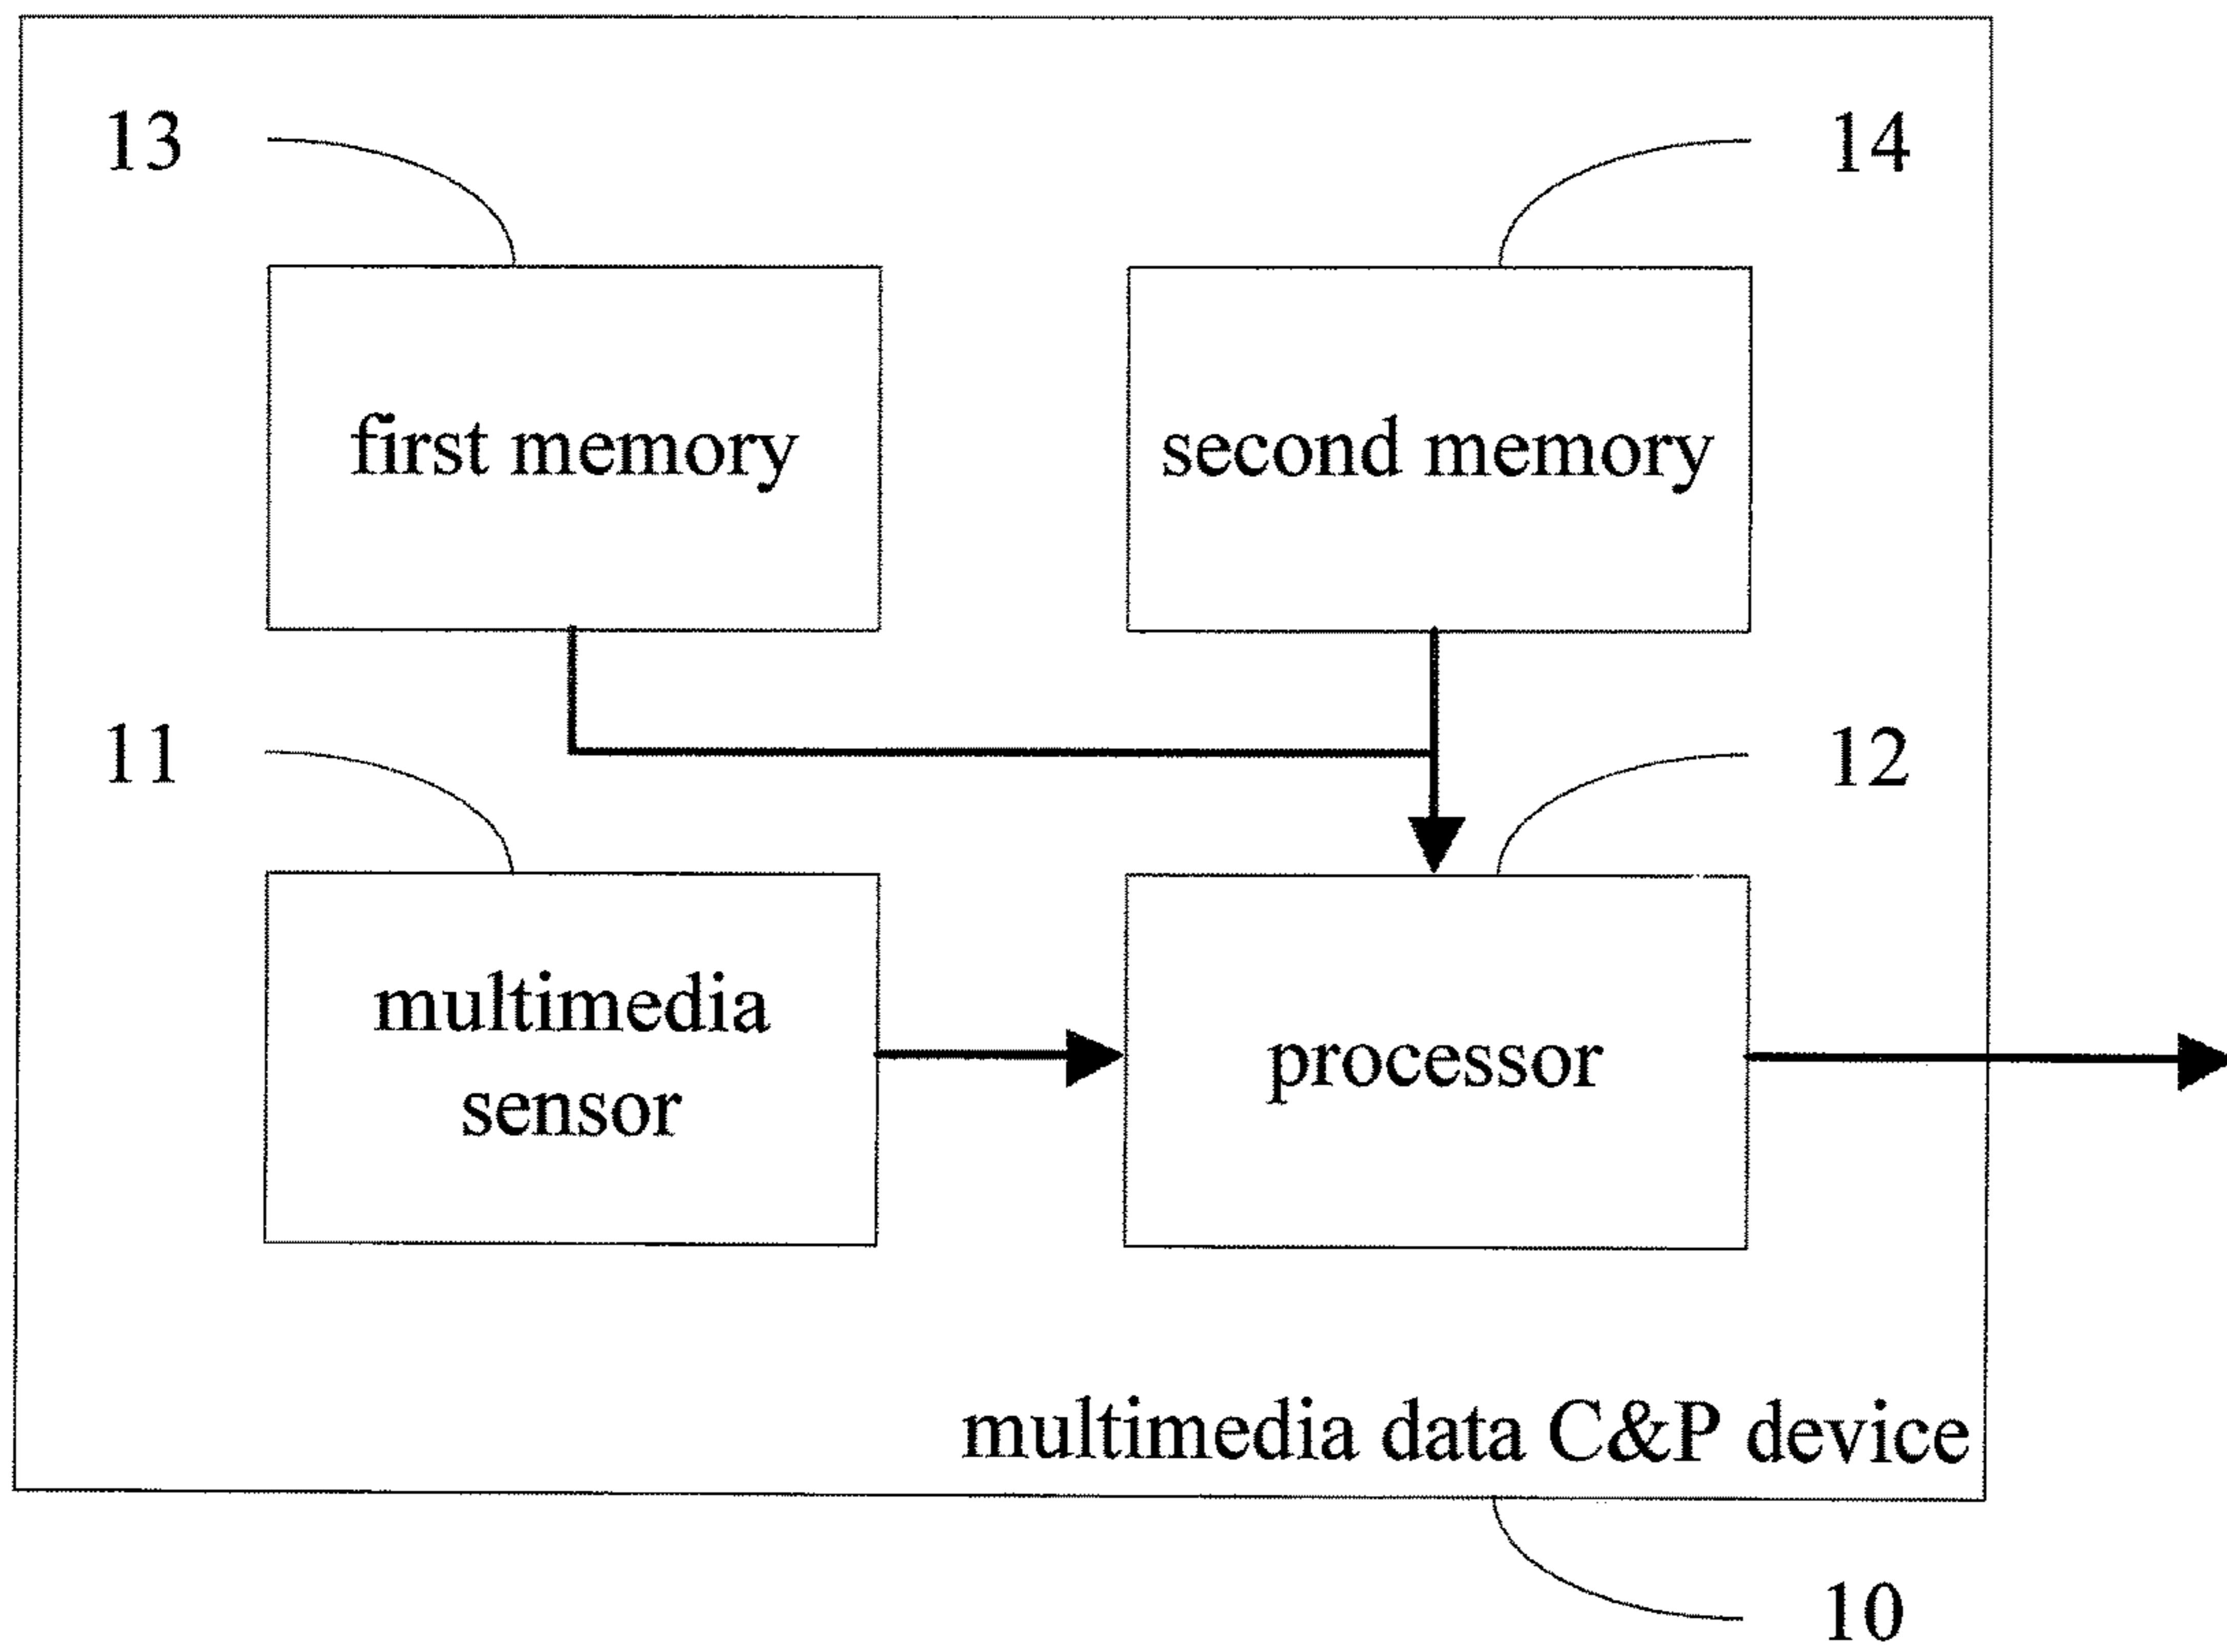 13
14
first memory
second memory
11
12
multimedia
sensor
processor
multimedia data C&P device
10